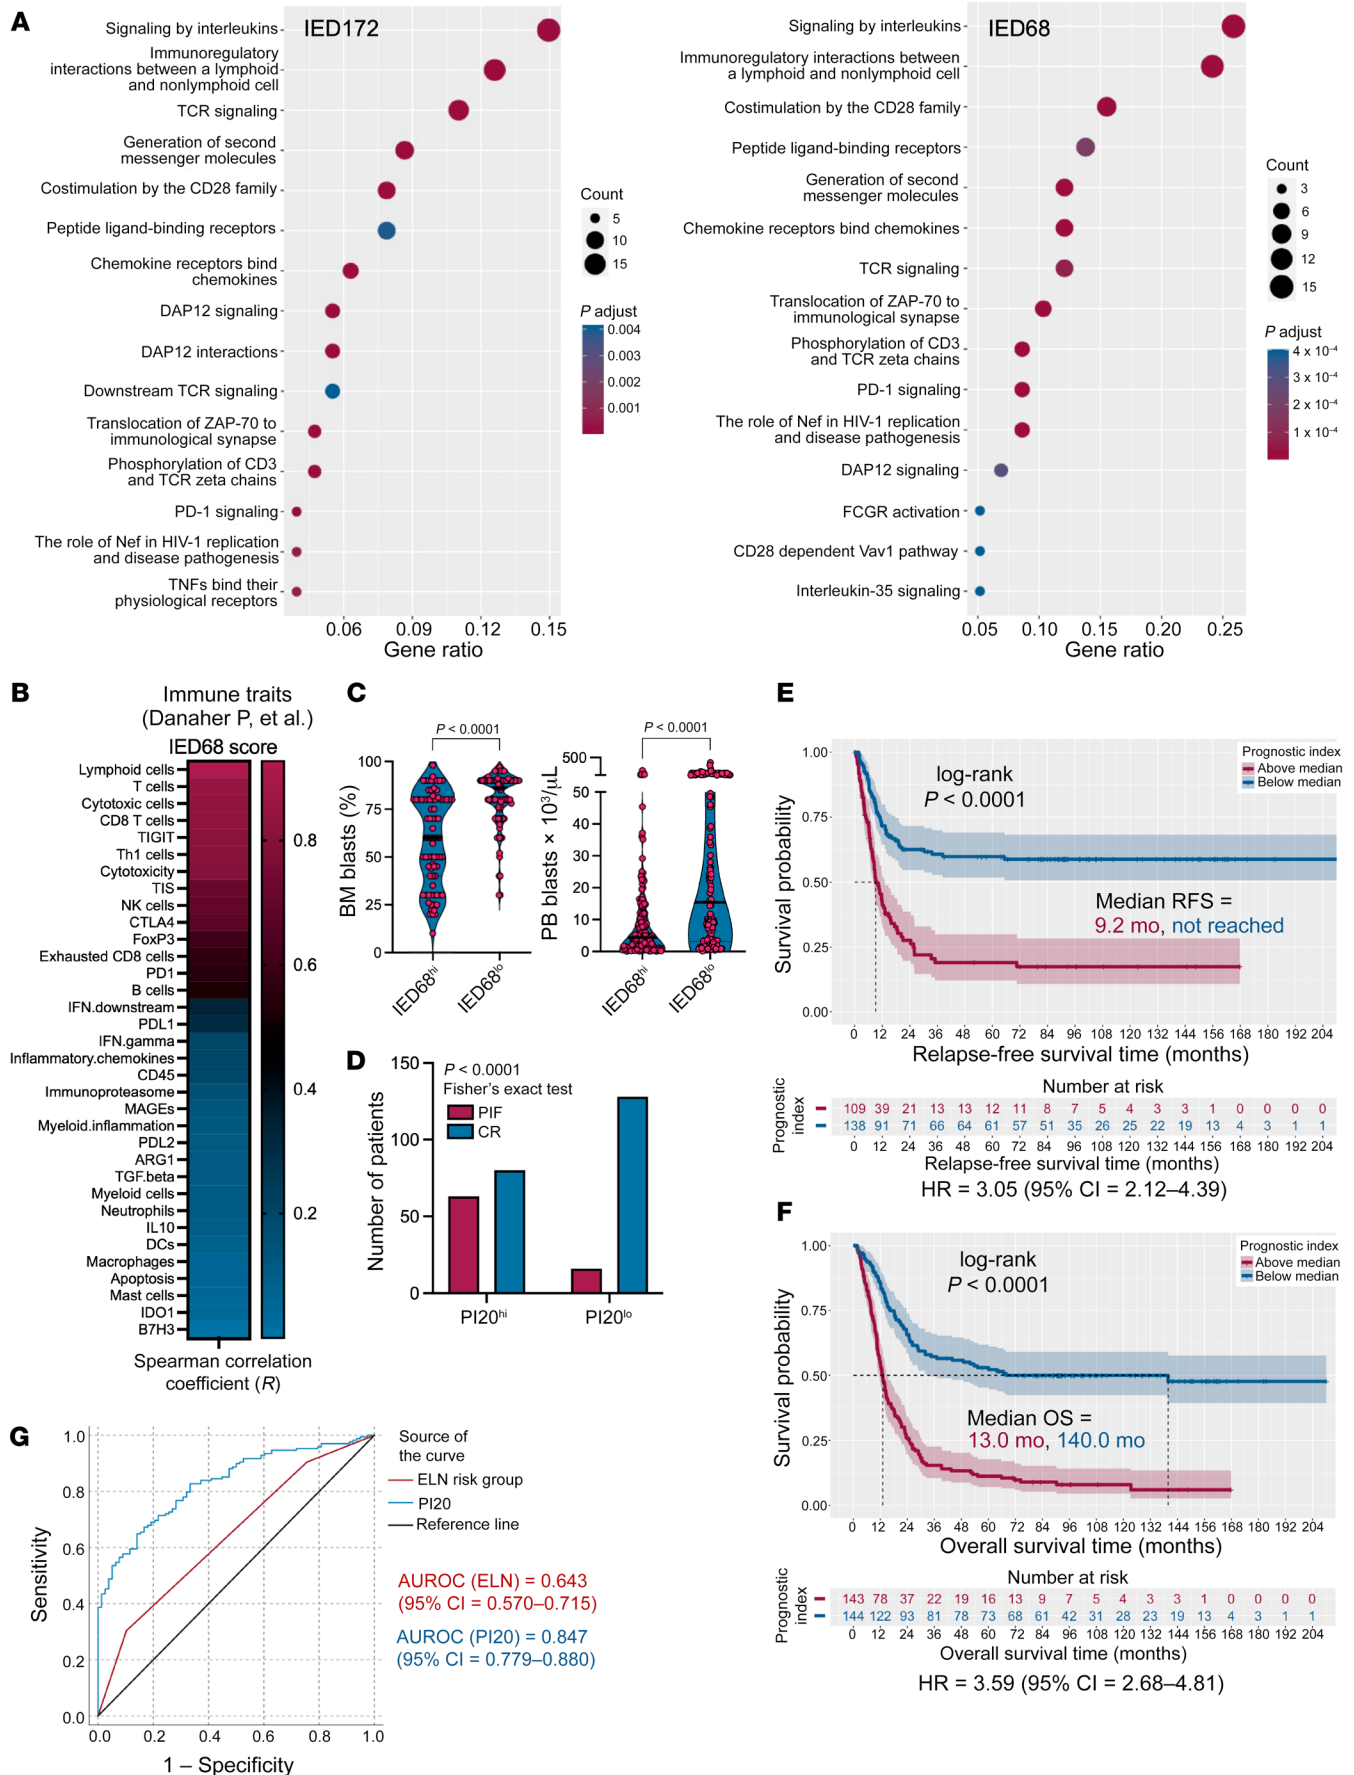 A
IED172
Signaling by interleukins
Immunoregulatory
interactions between a lymphoid
and nonlymphoid cell
TCR signaling
Generation of second
messenger molecules
Costimulation by the CD28 family
Peptide ligand-binding receptors
Chemokine receptors bind
chemokines
DAP12 signaling
DAP12 interactions
Downstream TCR signaling
Translocation of ZAP-70 to
immunological synapse
Phosphorylation of CD3
and TCR zeta chains
PD-1 signaling
The role of Nef in HIV-1 replication
and disease pathogenesis
TNFs bind their
physiological receptors
0.06 0.09 0.12 0.15
Gene ratio
Count
5
10
15
P adjust
0.004
0.003
0.002
0.001
IED68
Signaling by interleukins
Immunoregulatory interactions between
a lymphoid and nonlymphoid cell
Costimulation by the CD28 family
Peptide ligand-binding receptors
Generation of second
messenger molecules
Chemokine receptors bind chemokines
TCR signaling
Translocation of ZAP-70 to
immunological synapse
Phosphorylation of CD3
and TCR zeta chains
PD-1 signaling
The role of Nef in HIV-1 replication
and disease pathogenesis
DAP12 signaling
FCGR activation
CD28 dependent Vav1 pathway
Interleukin-35 signaling
0.05 0.10 0.15 0.20 0.25
Gene ratio
Count
3
6
9
12
15
P adjust
4 x 10⁻⁴
3 x 10⁻⁴
2 x 10⁻⁴
1 x 10⁻⁴
B
Immune traits
(Danaher P, et al.)
IED68 score
Lymphoid cells
T cells
Cytotoxic cells
CD8 T cells
TIGIT
Th1 cells
Cytotoxicity
TIS
NK cells
CTLA4
FoxP3
Exhausted CD8 cells
PD1
B cells
IFN.downstream
PDL1
IFN.gamma
Inflammatory.chemokines
CD45
Immunoproteasome
MAGEs
Myeloid.inflammation
PDL2
ARG1
TGF.beta
Myeloid cells
Neutrophils
IL10
DCs
Macrophages
Apoptosis
Mast cells
IDO1
B7H3
0.8
0.6
0.4
0.2
Spearman correlation
coefficient (R)
C
P < 0.0001
BM blasts (%)
100
75
50
25
0
IED68ʰⁱ
IED68ˡᵒ
P < 0.0001
PB blasts × 10³/μL
500
50
40
30
20
10
0
IED68ʰⁱ
IED68ˡᵒ
D
P < 0.0001
Fisher's exact test
PIF
CR
Number of patients
150
100
50
0
PI20ʰⁱ
PI20ˡᵒ
E
Prognostic index
Above median
Below median
log-rank
P < 0.0001
Survival probability
1.00
0.75
0.50
0.25
0.00
Median RFS =
9.2 mo, not reached
0 12 24 36 48 60 72 84 96 108 120 132 144 156 168 192 204
Relapse-free survival time (months)
Number at risk
Prognostic
index
109 39 21 13 13 12 11 8 7 5 4 3 3 1 0 0 0 0
138 91 71 66 64 61 57 51 35 26 25 22 19 13 4 3 1 1
0 12 24 36 48 60 72 84 96 108 120 132 144 156 168 180 192 204
Relapse-free survival time (months)
HR = 3.05 (95% CI = 2.12–4.39)
F
Prognostic index
Above median
Below median
log-rank
P < 0.0001
Survival probability
1.00
0.75
0.50
0.25
0.00
Median OS =
13.0 mo, 140.0 mo
0 12 24 36 48 60 72 84 96 108 120 132 144 156 168 192 204
Overall survival time (months)
Number at risk
Prognostic
index
143 78 37 22 19 16 13 9 7 5 4 3 3 1 0 0 0 0
144 122 93 81 78 73 68 61 42 31 28 23 19 13 4 3 1 1
0 12 24 36 48 60 72 84 96 108 120 132 144 156 168 180 192 204
Overall survival time (months)
HR = 3.59 (95% CI = 2.68–4.81)
G
Sensitivity
1.0
0.8
0.6
0.4
0.2
0.0
0.0 0.2 0.4 0.6 0.8 1.0
1 – Specificity
Source of
the curve
ELN risk group
PI20
Reference line
AUROC (ELN) = 0.643
(95% CI = 0.570–0.715)
AUROC (PI20) = 0.847
(95% CI = 0.779–0.880)